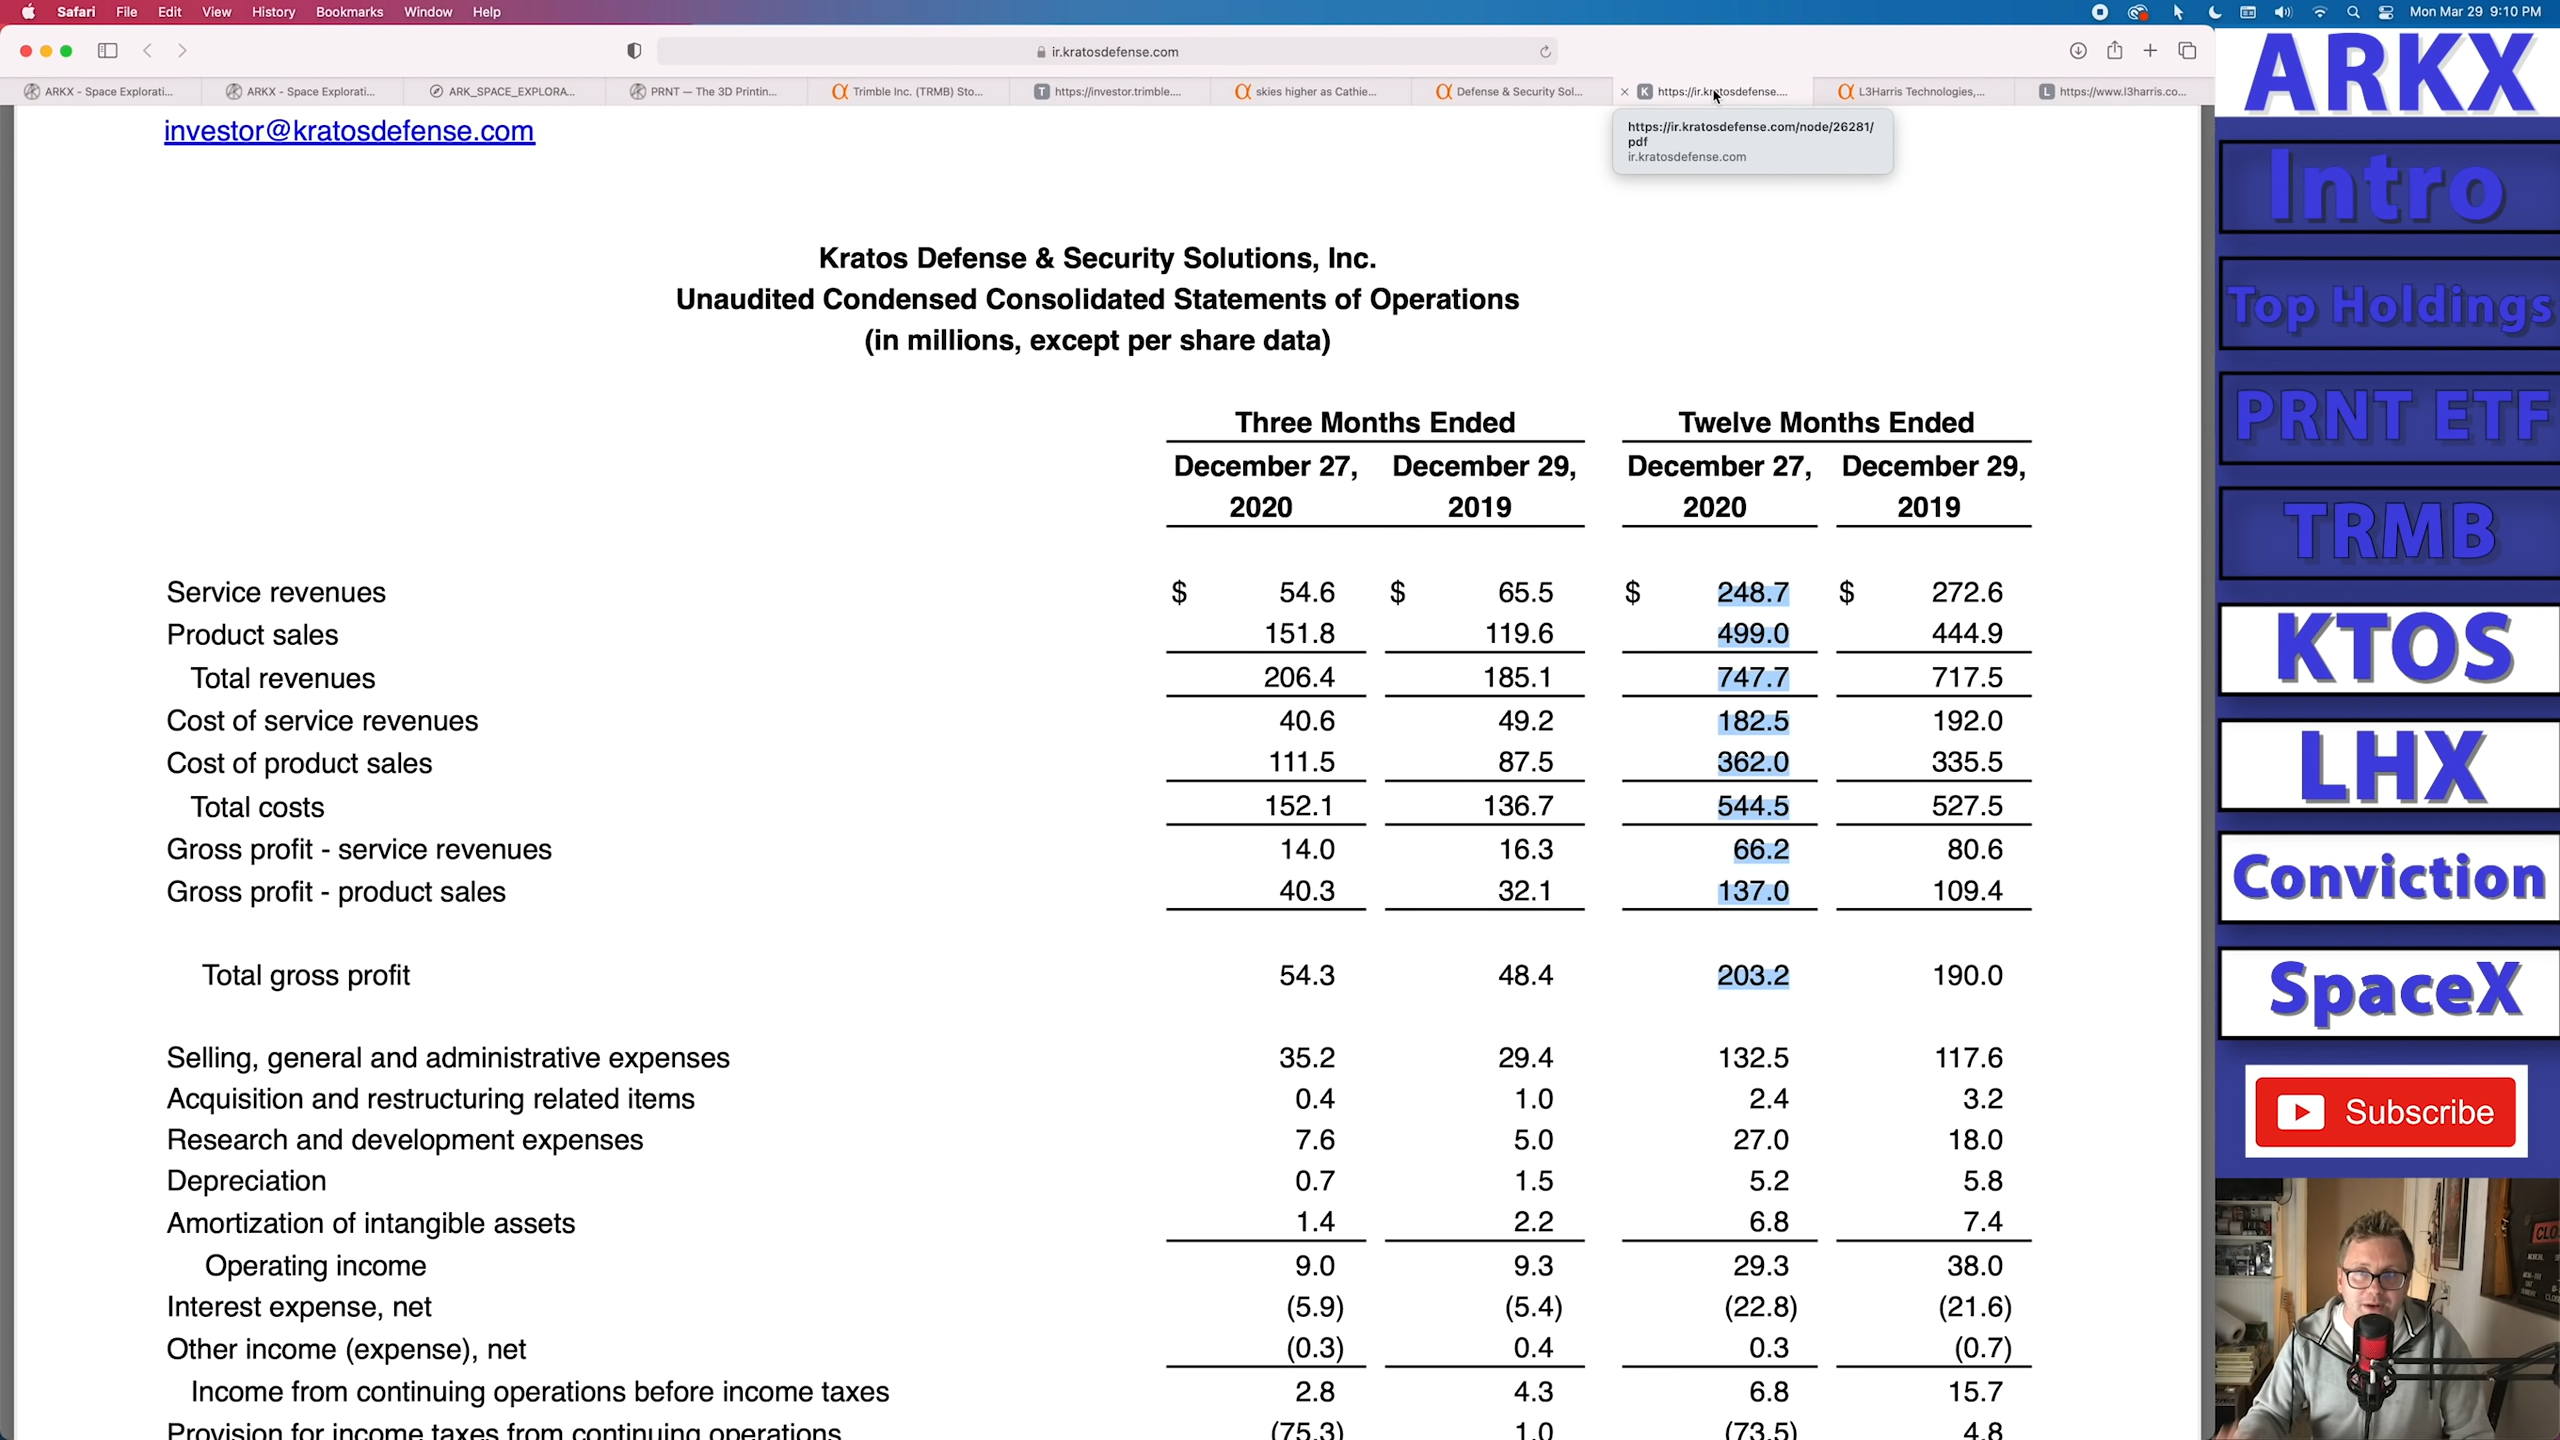 Safari File Edit View History Bookmarks Window Help Mon Mar 29 9:10 PM
ir.kratosdefense.com
ARKX - Space Explorati... ARKX - Space Explorati... ARK_SPACE_EXPLORA... PRNT — The 3D Printin... Trimble Inc. (TRMB) Sto... T https://investor.trimble.... skies higher as Cathie... Defense & Security Sol... K https://ir.kratosdefense.... L3Harris Technologies,... L https://www.l3harris.co...
https://ir.kratosdefense.com/node/26281/
pdf
ir.kratosdefense.com
investor@kratosdefense.com
Kratos Defense & Security Solutions, Inc.
Unaudited Condensed Consolidated Statements of Operations
(in millions, except per share data)
Three Months Ended Twelve Months Ended
December 27, December 29, December 27, December 29,
2020 2019 2020 2019
Service revenues $ 54.6 $ 65.5 $ 248.7 $ 272.6
Product sales 151.8 119.6 499.0 444.9
Total revenues 206.4 185.1 747.7 717.5
Cost of service revenues 40.6 49.2 182.5 192.0
Cost of product sales 111.5 87.5 362.0 335.5
Total costs 152.1 136.7 544.5 527.5
Gross profit - service revenues 14.0 16.3 66.2 80.6
Gross profit - product sales 40.3 32.1 137.0 109.4
Total gross profit 54.3 48.4 203.2 190.0
Selling, general and administrative expenses 35.2 29.4 132.5 117.6
Acquisition and restructuring related items 0.4 1.0 2.4 3.2
Research and development expenses 7.6 5.0 27.0 18.0
Depreciation 0.7 1.5 5.2 5.8
Amortization of intangible assets 1.4 2.2 6.8 7.4
Operating income 9.0 9.3 29.3 38.0
Interest expense, net (5.9) (5.4) (22.8) (21.6)
Other income (expense), net (0.3) 0.4 0.3 (0.7)
Income from continuing operations before income taxes 2.8 4.3 6.8 15.7
Provision for income taxes from continuing operations (75.3) 1.0 (73.5) 4.8
ARKX
Intro
Top Holdings
PRNT ETF
TRMB
KTOS
LHX
Conviction
SpaceX
Subscribe